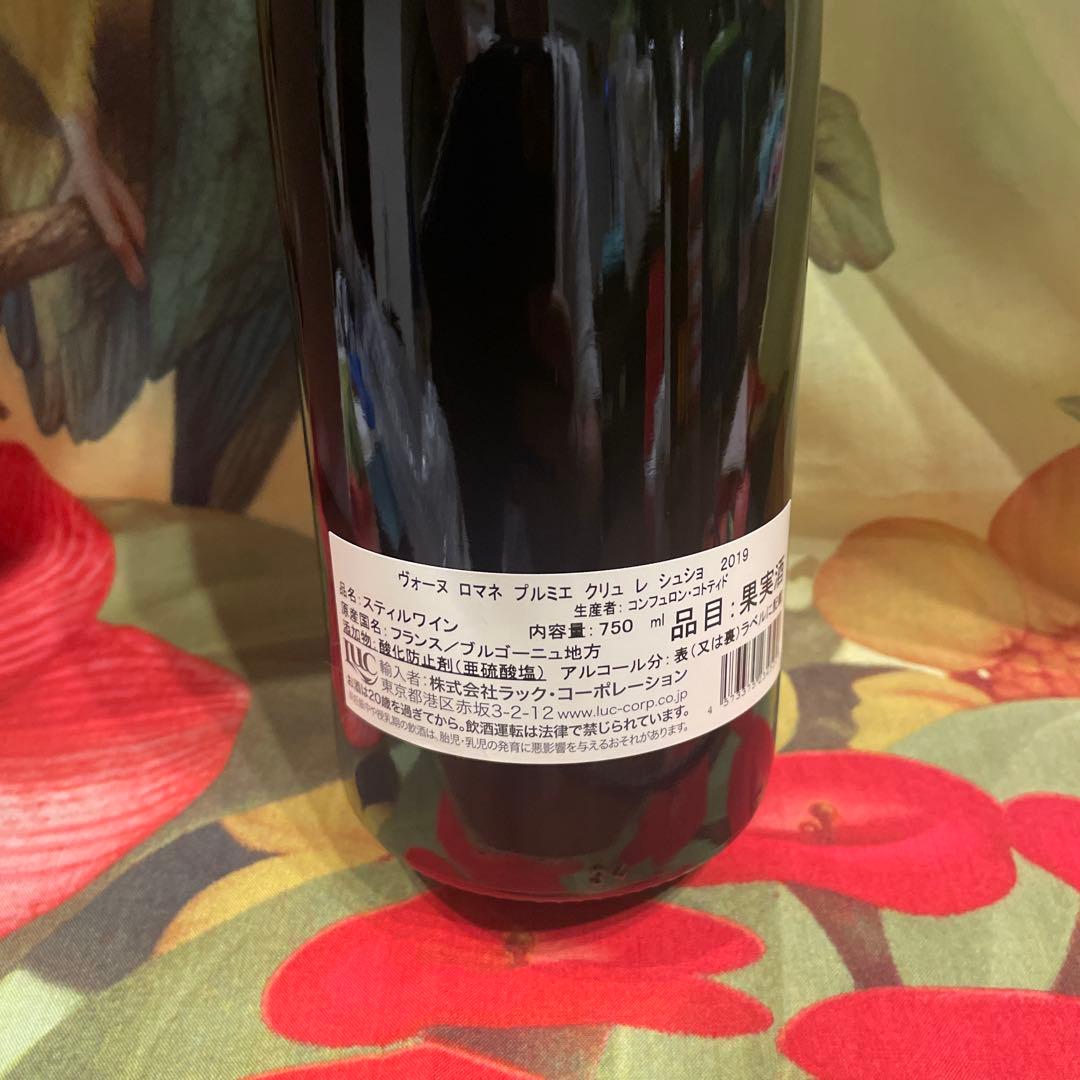 ヴォーヌ ロマネ プルミエ クリュ レ シュショ 2019
品名：スティルワイン 生産者：コンフュロン・コトティド
原産国名：フランス／ブルゴーニュ地方 内容量：750 ml 品目：果実酒
添加物：酸化防止剤（亜硫酸塩） アルコール分：表（又は裏）ラベルに
LUC 輸入者：株式会社ラック・コーポレーション
東京都港区赤坂3-2-12 www.luc-corp.co.jp
お酒は20歳を過ぎてから。飲酒運転は法律で禁じられています。
妊娠中や授乳期の飲酒は、胎児・乳児の発育に悪影響を与えるおそれがあります。